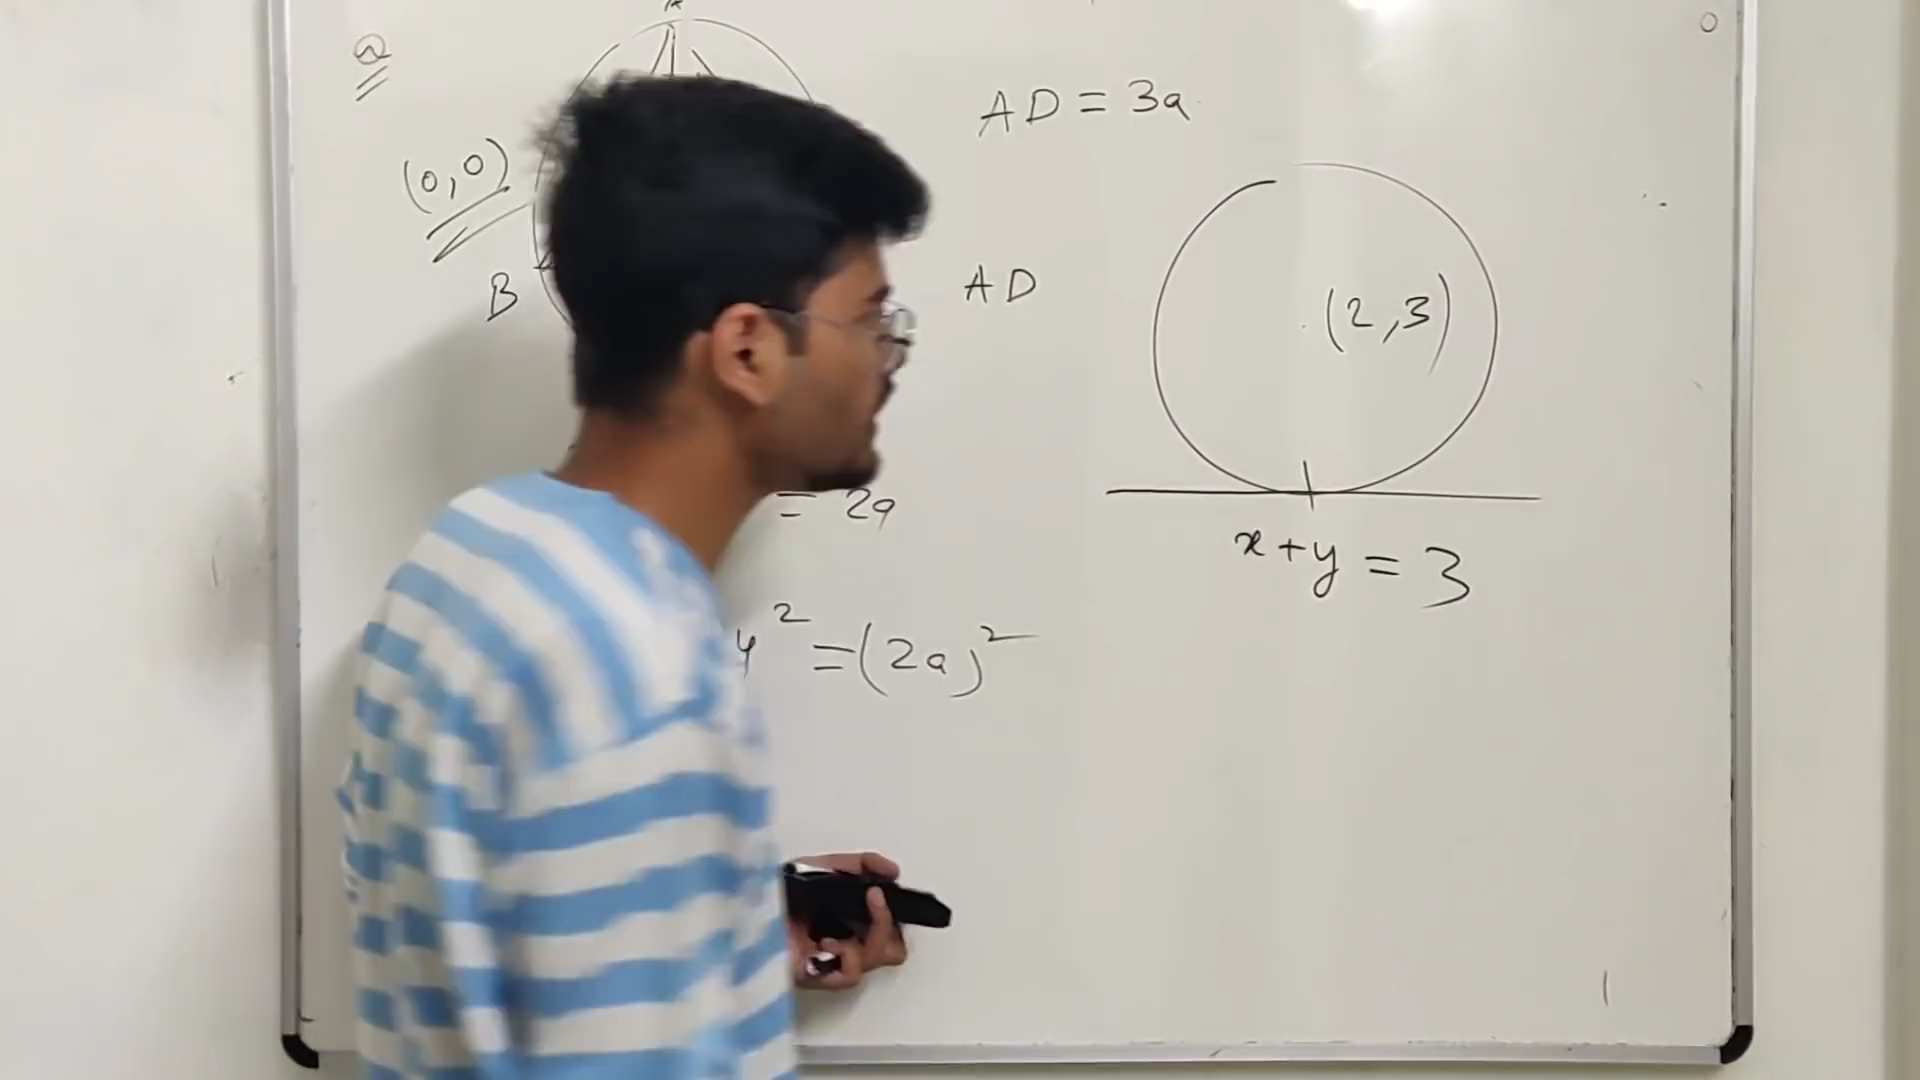 Q
(0,0)
B
AD = 3a
AD
(2,3)
= 2a
x+y = 3
y² =(2a)²